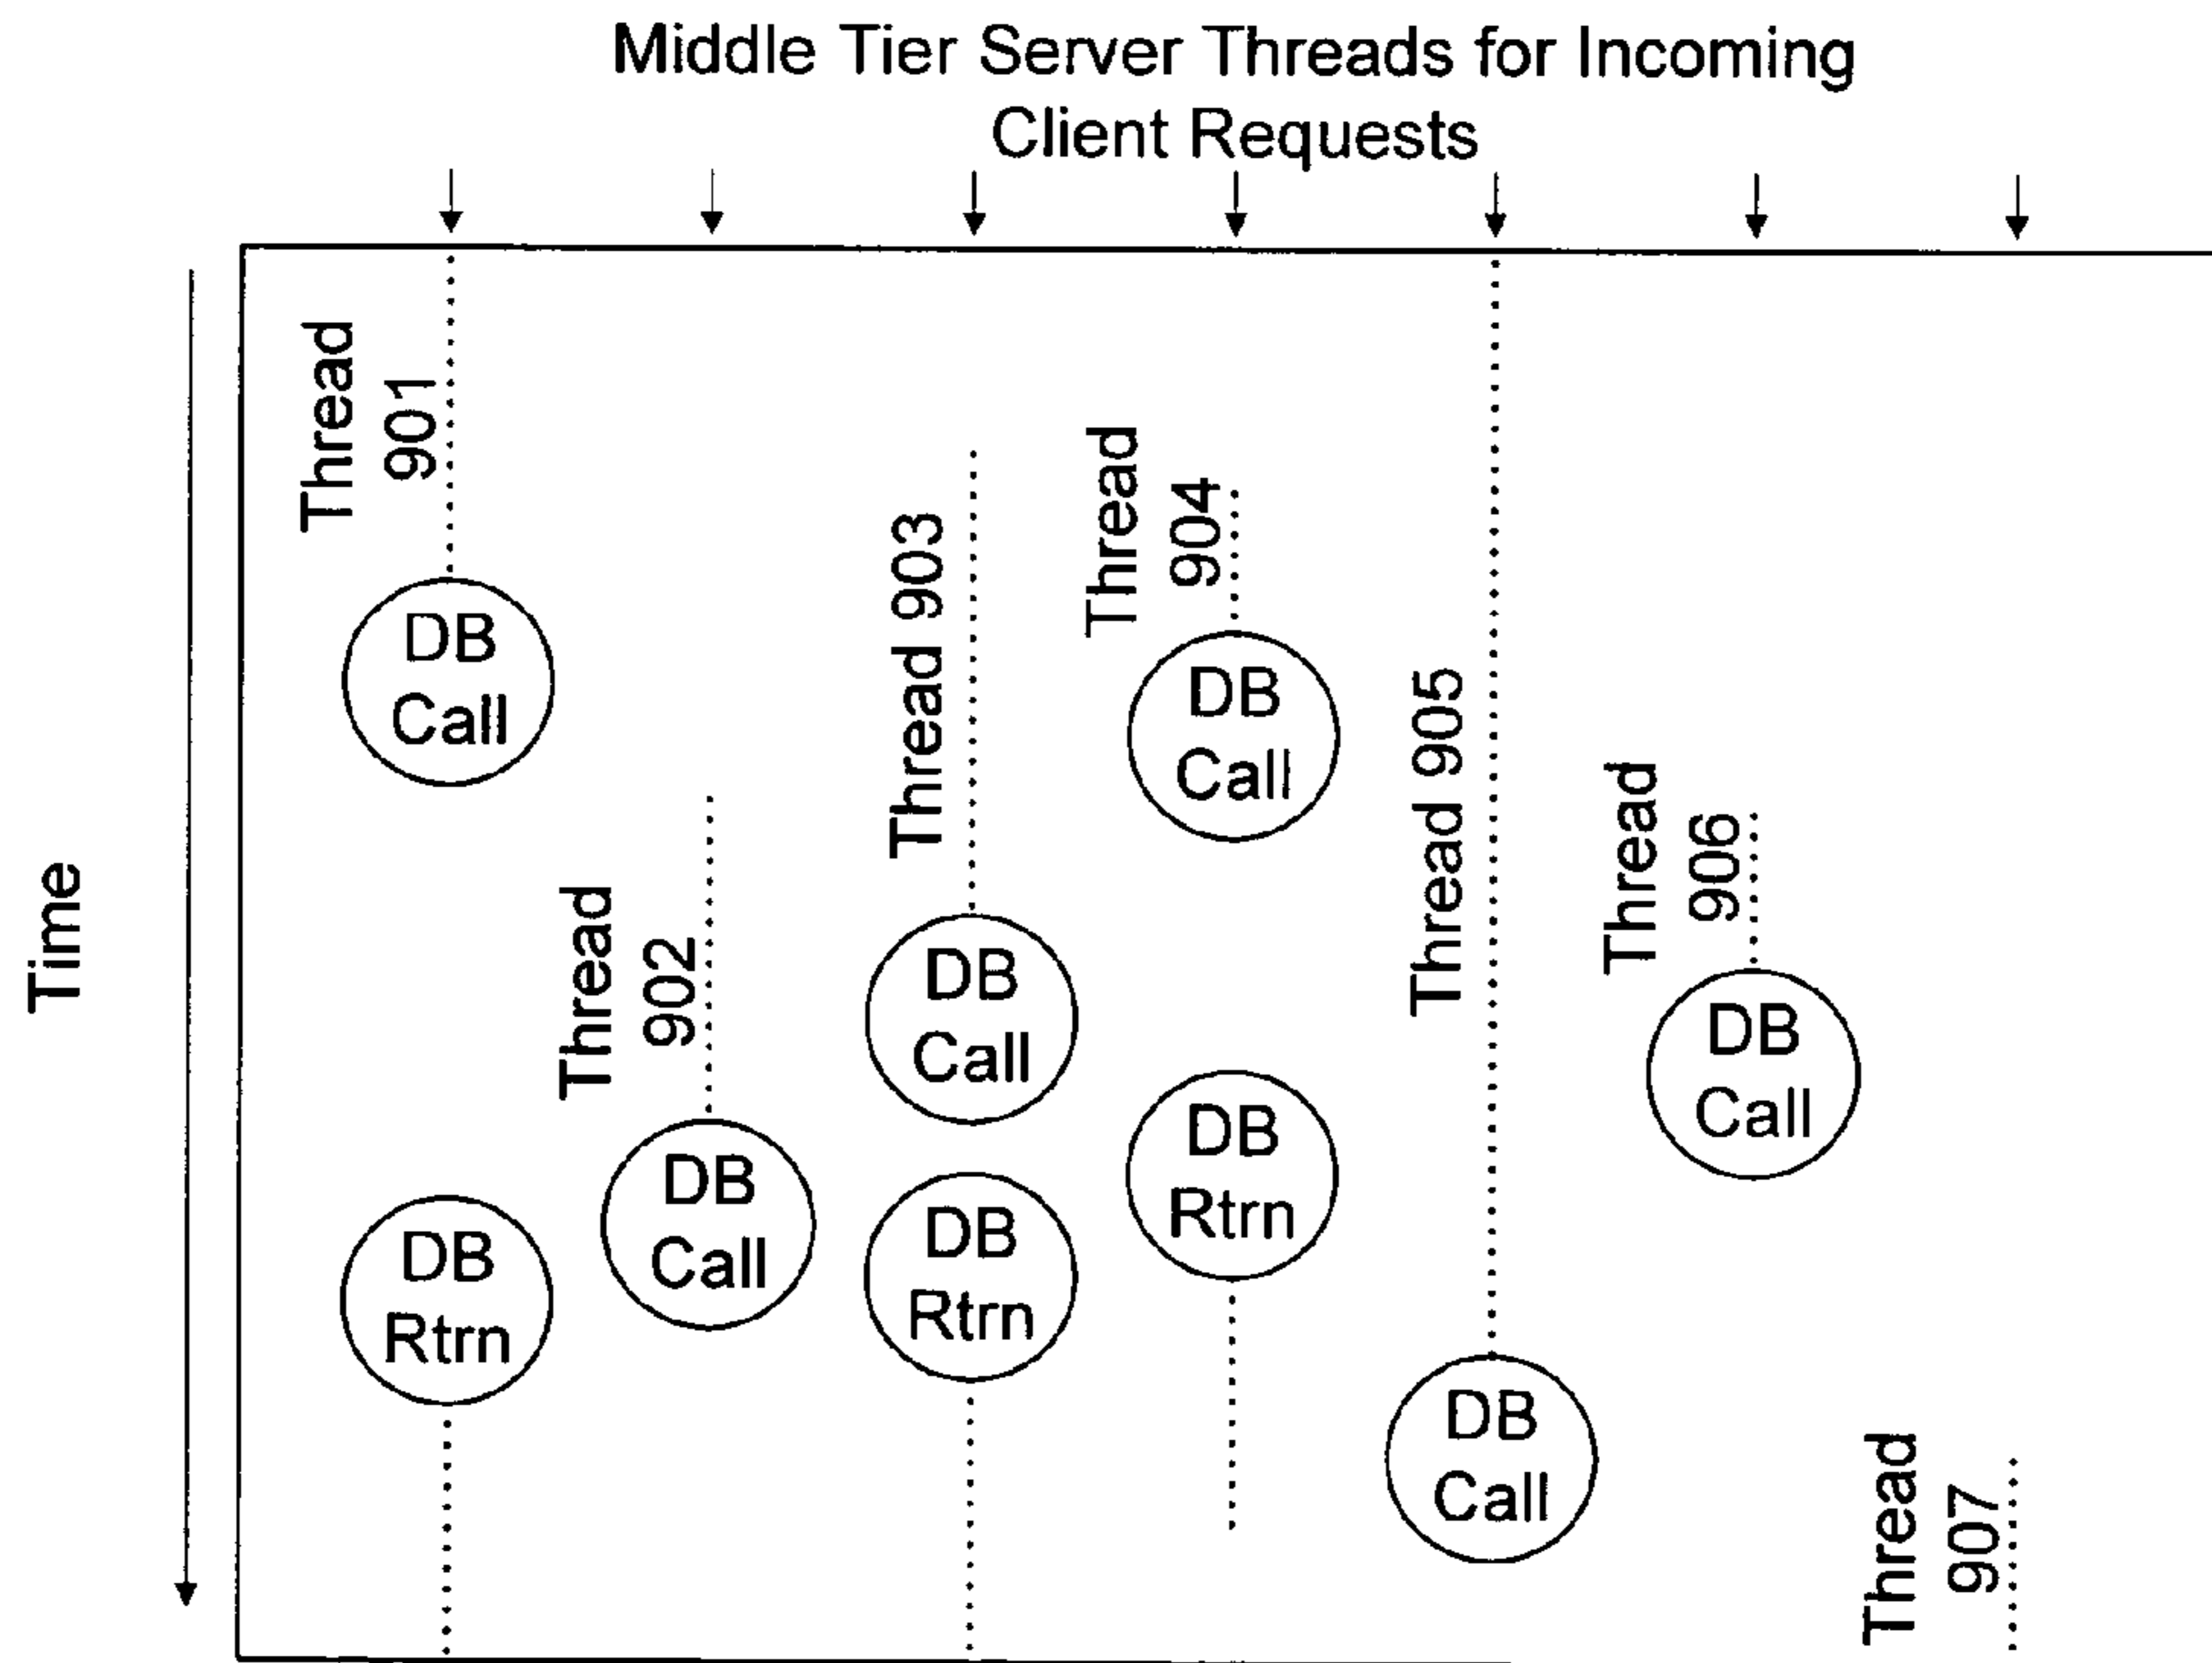 Middle Tier Server Threads for Incoming
Client Requests
Time
Thread
901
DB
Call
DB
Rtrn
Thread
902
DB
Call
Thread 903
DB
Call
DB
Rtrn
Thread
904
DB
Call
DB
Rtrn
Thread 905
DB
Call
Thread
906
DB
Call
Thread
907